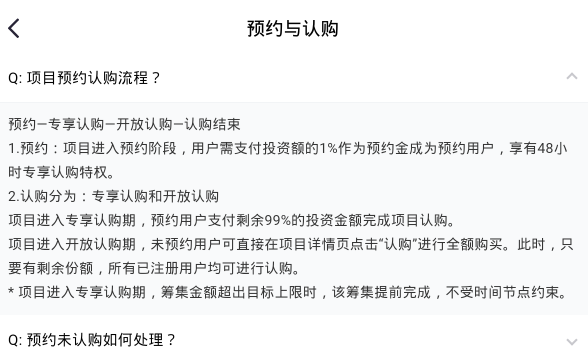 预约与认购
Q: 项目预约认购流程？
预约—专享认购—开放认购—认购结束
1.预约：项目进入预约阶段，用户需支付投资额的1%作为预约金成为预约用户，享有48小
时专享认购特权。
2.认购分为：专享认购和开放认购
项目进入专享认购期，预约用户支付剩余99%的投资金额完成项目认购。
项目进入开放认购期，未预约用户可直接在项目详情页点击“认购”进行全额购买。此时，只
要有剩余份额，所有已注册用户均可进行认购。
* 项目进入专享认购期，筹集金额超出目标上限时，该筹集提前完成，不受时间节点约束。
Q: 预约未认购如何处理？